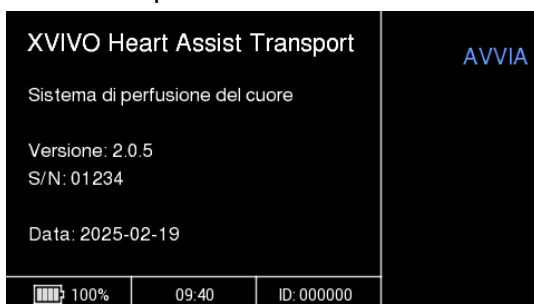 XVIVO Heart Assist Transport
AVVIA
Sistema di perfusione del cuore
Versione: 2.0.5
S/N: 01234
Data: 2025-02-19
100%
09:40
ID: 000000